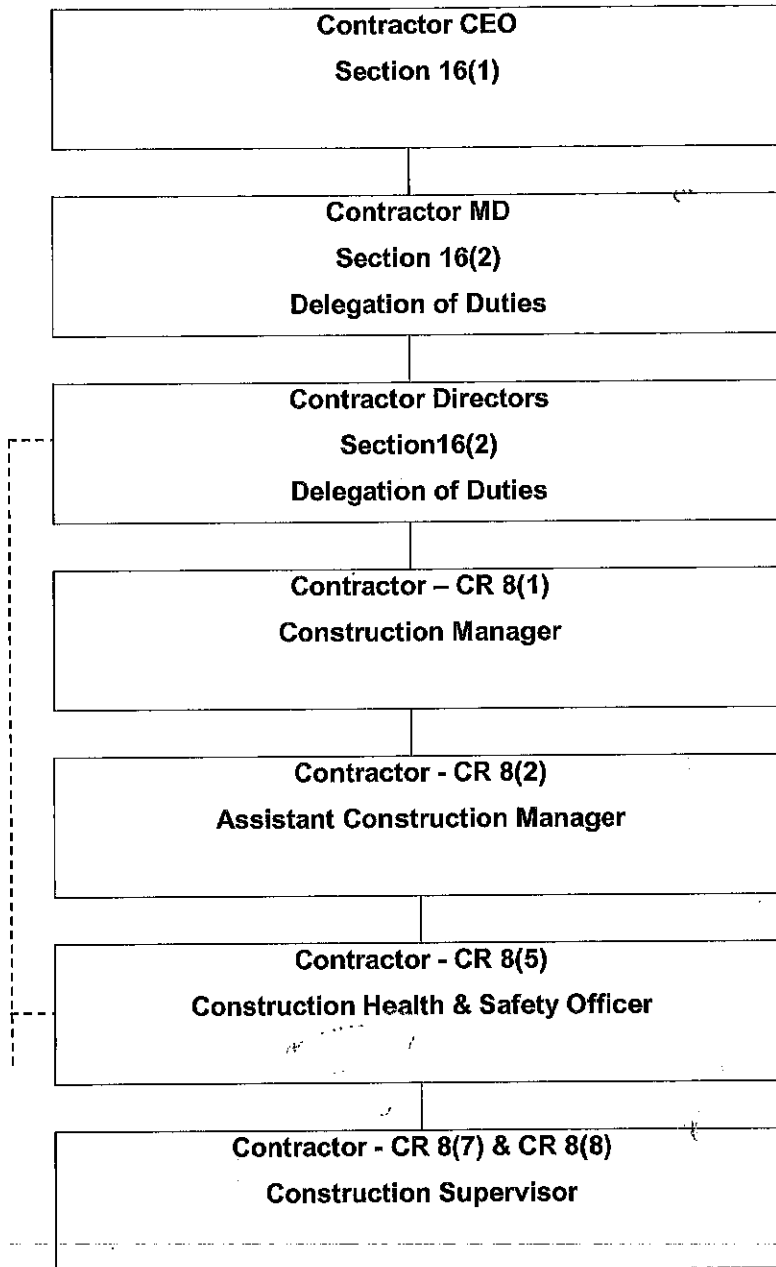 Contractor CEO
Section 16(1)
Contractor MD
Section 16(2)
Delegation of Duties
Contractor Directors
Section16(2)
Delegation of Duties
Contractor – CR 8(1)
Construction Manager
Contractor - CR 8(2)
Assistant Construction Manager
Contractor - CR 8(5)
Construction Health & Safety Officer
Contractor - CR 8(7) & CR 8(8)
Construction Supervisor